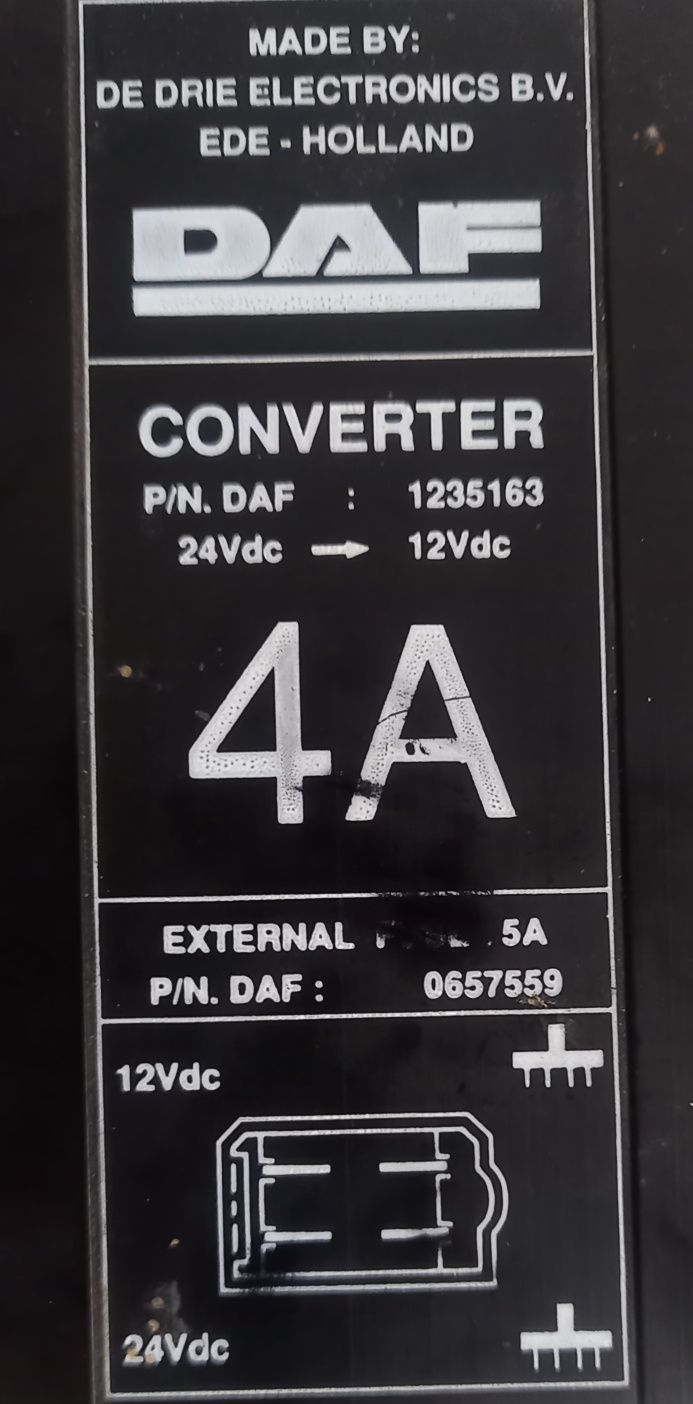 MADE BY:
DE DRIE ELECTRONICS B.V.
EDE - HOLLAND
DAF
CONVERTER
P/N. DAF : 1235163
24Vdc → 12Vdc
4A
EXTERNAL 5A
P/N. DAF : 0657559
12Vdc
24Vdc